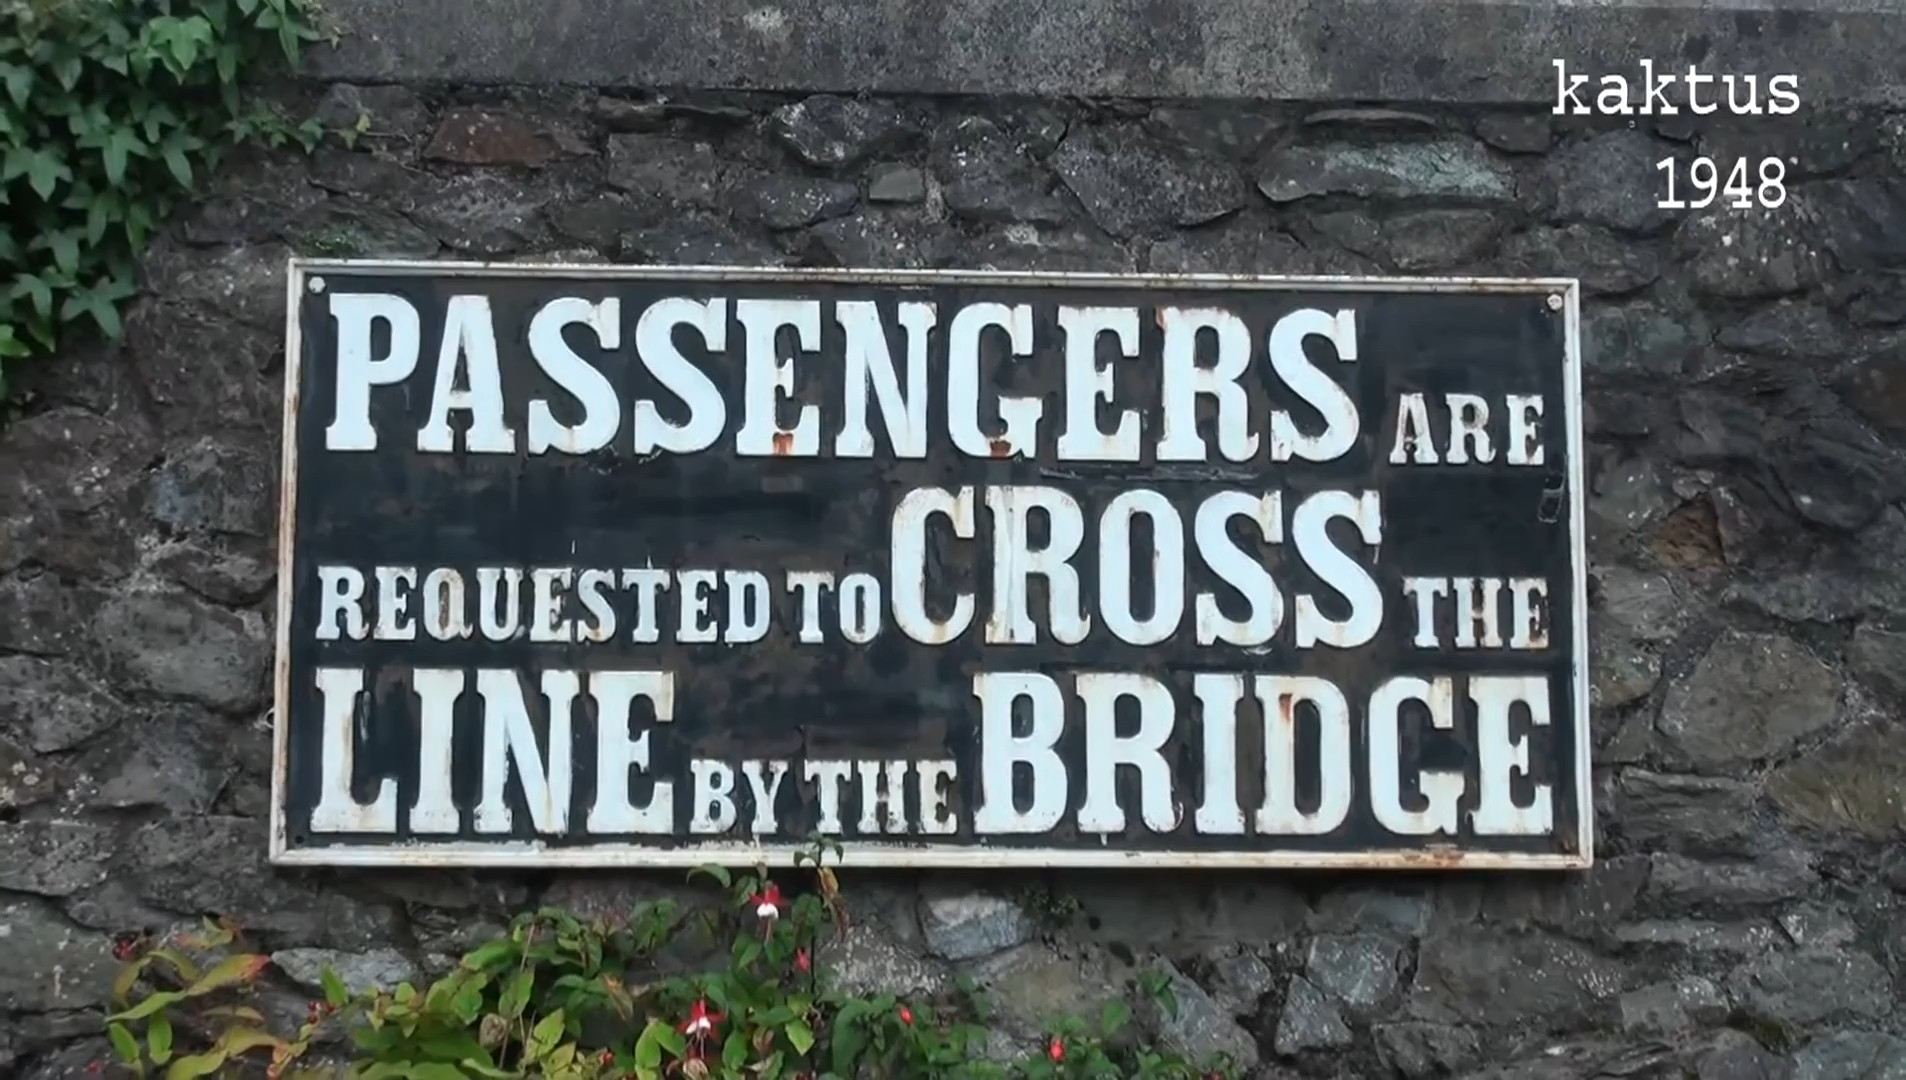 kaktus
1948
PASSENGERS ARE
REQUESTED TO CROSS THE
LINE BY THE BRIDGE